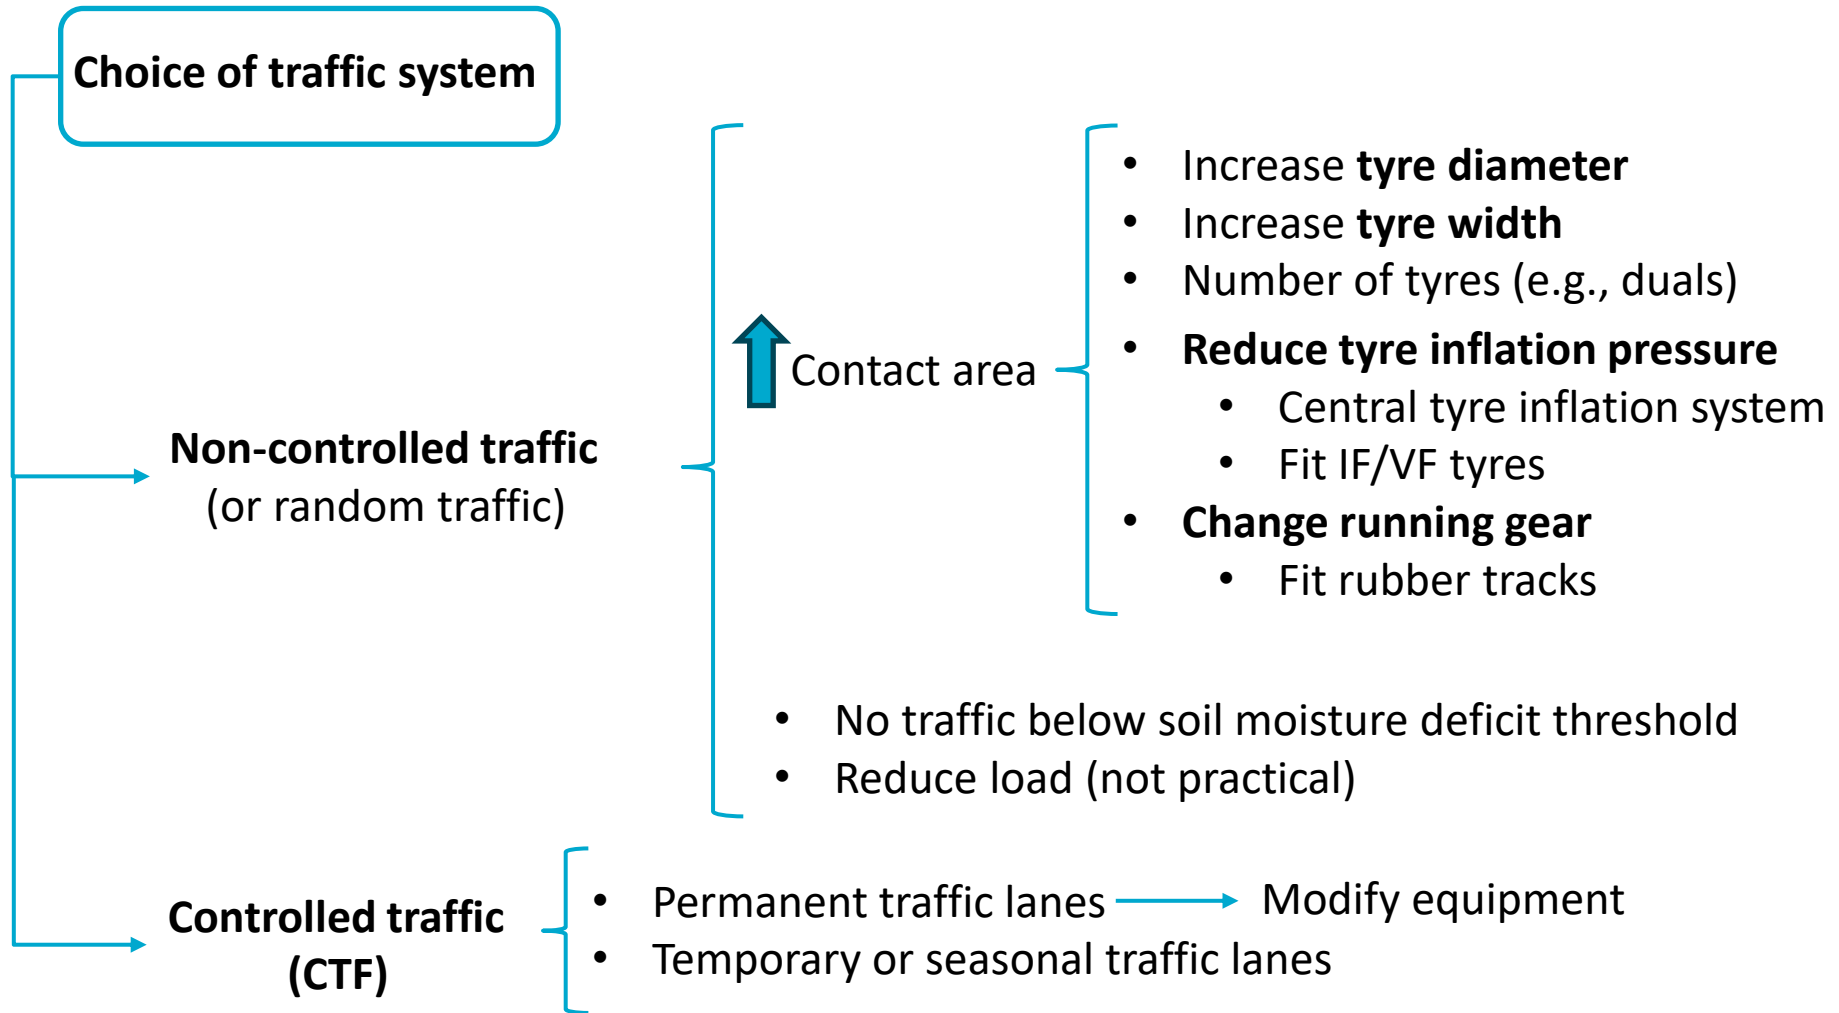 Choice of traffic system
• Increase tyre diameter
• Increase tyre width
• Number of tyres (e.g., duals)
• Reduce tyre inflation pressure
• Central tyre inflation system
• Fit IF/VF tyres
• Change running gear
• Fit rubber tracks
Contact area
Non-controlled traffic
(or random traffic)
• No traffic below soil moisture deficit threshold
• Reduce load (not practical)
Controlled traffic
(CTF)
• Permanent traffic lanes
Modify equipment
• Temporary or seasonal traffic lanes